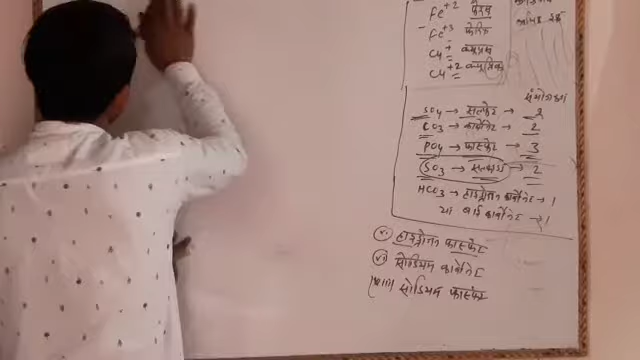 Fe+2 फेरस
Fe+3 फेरिक
Cu+ क्यूप्रस
Cu+2 क्यूप्रिक
SO4 → सल्फेट → 2
CO3 → कार्बोनेट → 2
PO4 → फास्फेट → 3
SO3 → सल्फाइट → 2
HCO3 → हाइड्रोजन कार्बोनेट → 1
या बाई कार्बोनेट → 1
(vi) हाइड्रोजन फास्फेट
(vii) सोडियम कार्बोनेट
(viii) सोडियम फास्फेट